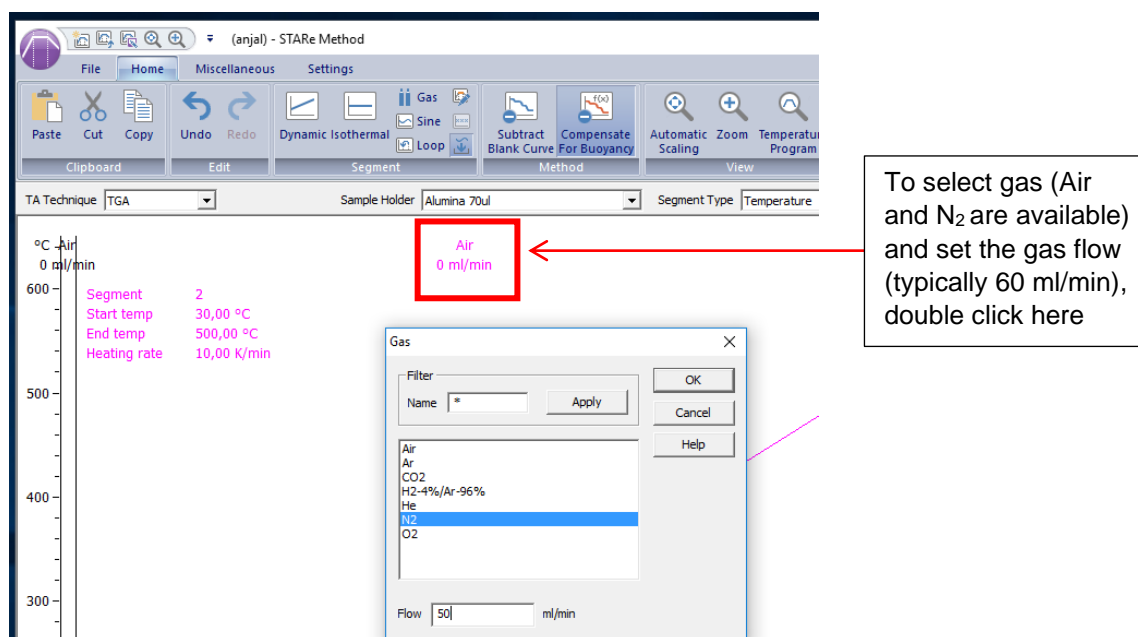 (anjal) - STARe Method
File Home Miscellaneous Settings
Paste Cut Copy Undo Redo Dynamic Isothermal Gas Sine Loop Subtract Blank Curve Compensate For Buoyancy Automatic Scaling Zoom Temperatu Program
Clipboard Edit Segment Method View
TA Technique TGA Sample Holder Alumina 70ul Segment Type Temperature
°C Air
0 ml/min
Air
0 ml/min
To select gas (Air
and N₂ are available)
and set the gas flow
(typically 60 ml/min),
double click here
600
Segment 2
Start temp 30,00 °C
End temp 500,00 °C
Heating rate 10,00 K/min
500
400
300
Gas
Filter
Name * Apply
OK
Cancel
Help
Air
Ar
CO2
H2-4%/Ar-96%
He
N2
O2
Flow 50 ml/min